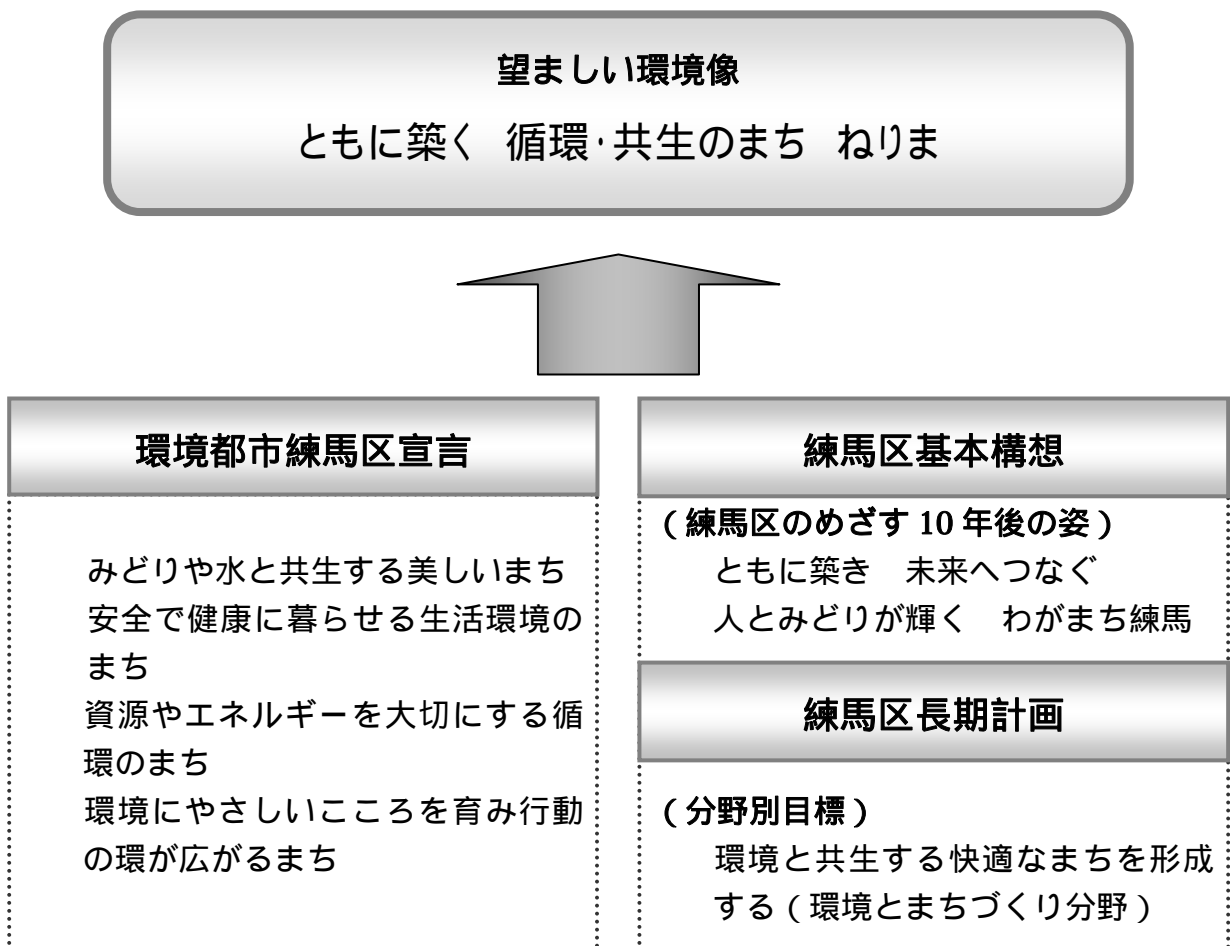 望ましい環境像
ともに築く 循環・共生のまち ねりま
環境都市練馬区宣言
みどりや水と共生する美しいまち
安全で健康に暮らせる生活環境の
まち
資源やエネルギーを大切にする循
環のまち
環境にやさしいこころを育み行動
の環が広がるまち
練馬区基本構想
(練馬区のめざす 10 年後の姿)
ともに築き 未来へつなぐ
人とみどりが輝く わがまち練馬
練馬区長期計画
(分野別目標)
環境と共生する快適なまちを形成
する(環境とまちづくり分野)